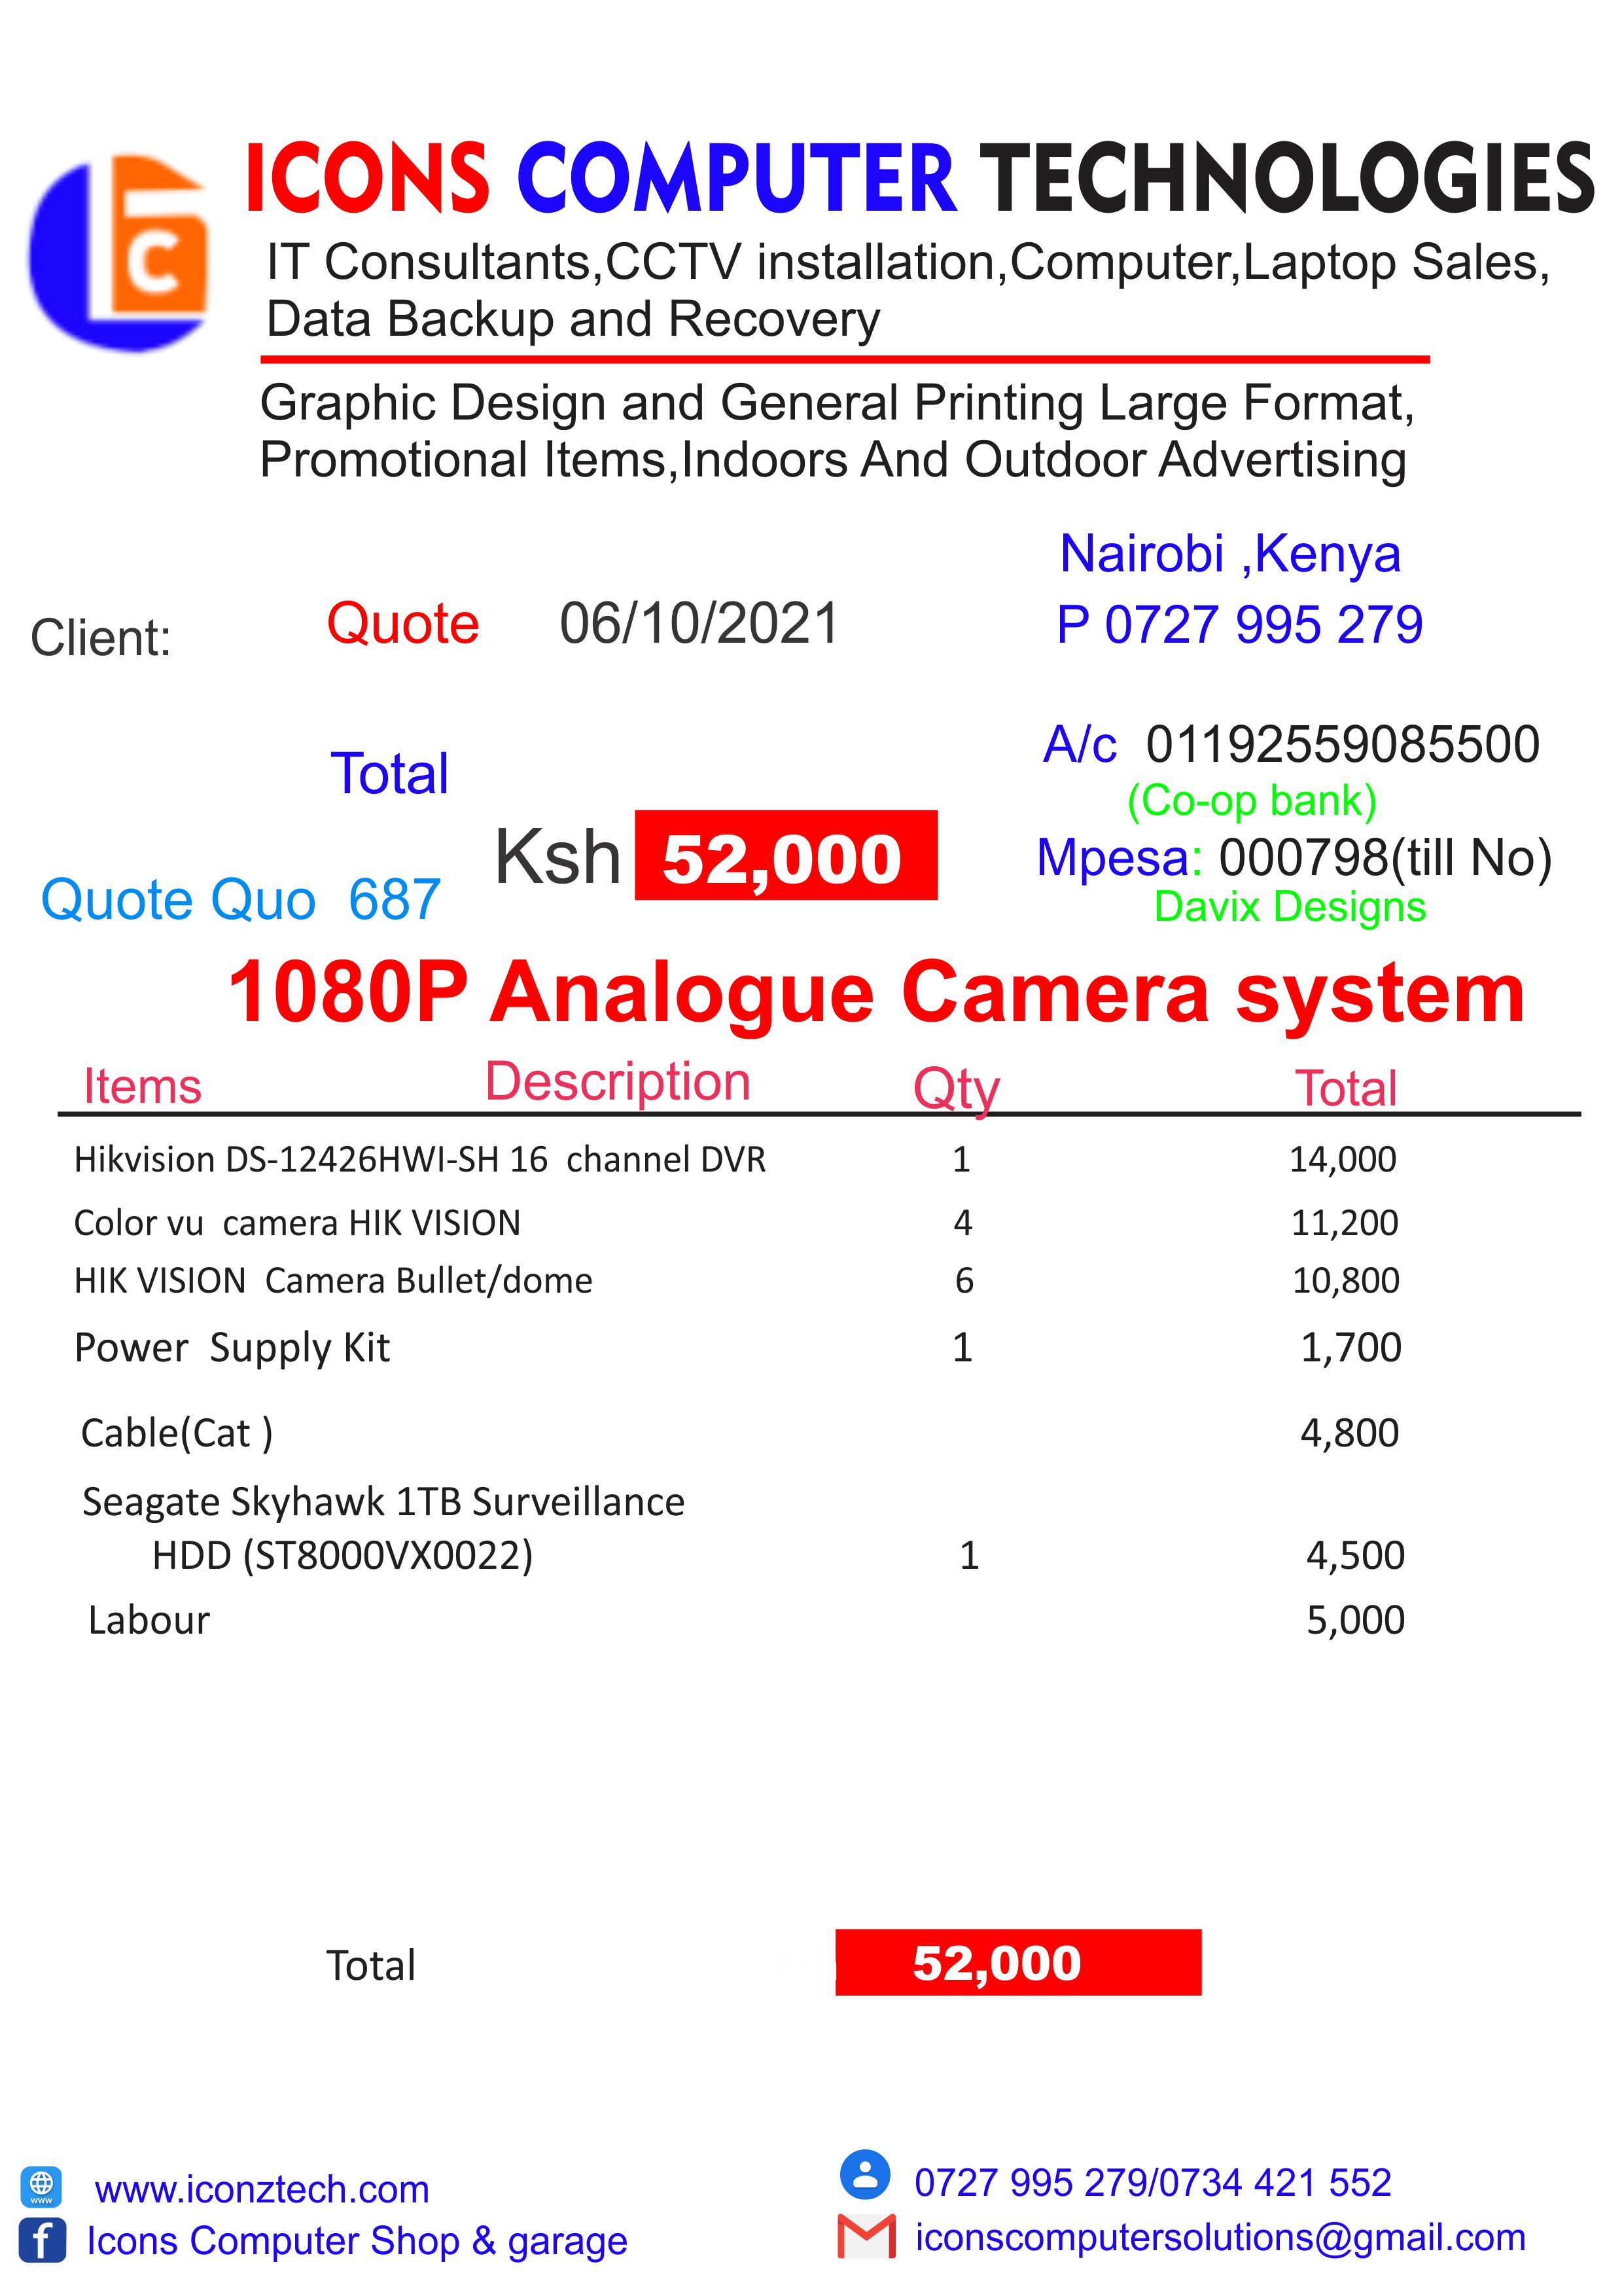 ICONS COMPUTER TECHNOLOGIES
IT Consultants,CCTV installation,Computer,Laptop Sales,
Data Backup and Recovery
Graphic Design and General Printing Large Format,
Promotional Items,Indoors And Outdoor Advertising
Nairobi ,Kenya
Client: Quote 06/10/2021 P 0727 995 279
Total
A/c 01192559085500
(Co-op bank)
Ksh 52,000
Mpesa: 000798(till No)
Quote Quo 687
Davix Designs
1080P Analogue Camera system
Items Description Qty Total
Hikvision DS-12426HWI-SH 16 channel DVR 1 14,000
Color vu camera HIK VISION 4 11,200
HIK VISION Camera Bullet/dome 6 10,800
Power Supply Kit 1 1,700
Cable(Cat ) 4,800
Seagate Skyhawk 1TB Surveillance
HDD (ST8000VX0022) 1 4,500
Labour 5,000
Total 52,000
www
www.iconztech.com
0727 995 279/0734 421 552
f Icons Computer Shop & garage
iconscomputersolutions@gmail.com